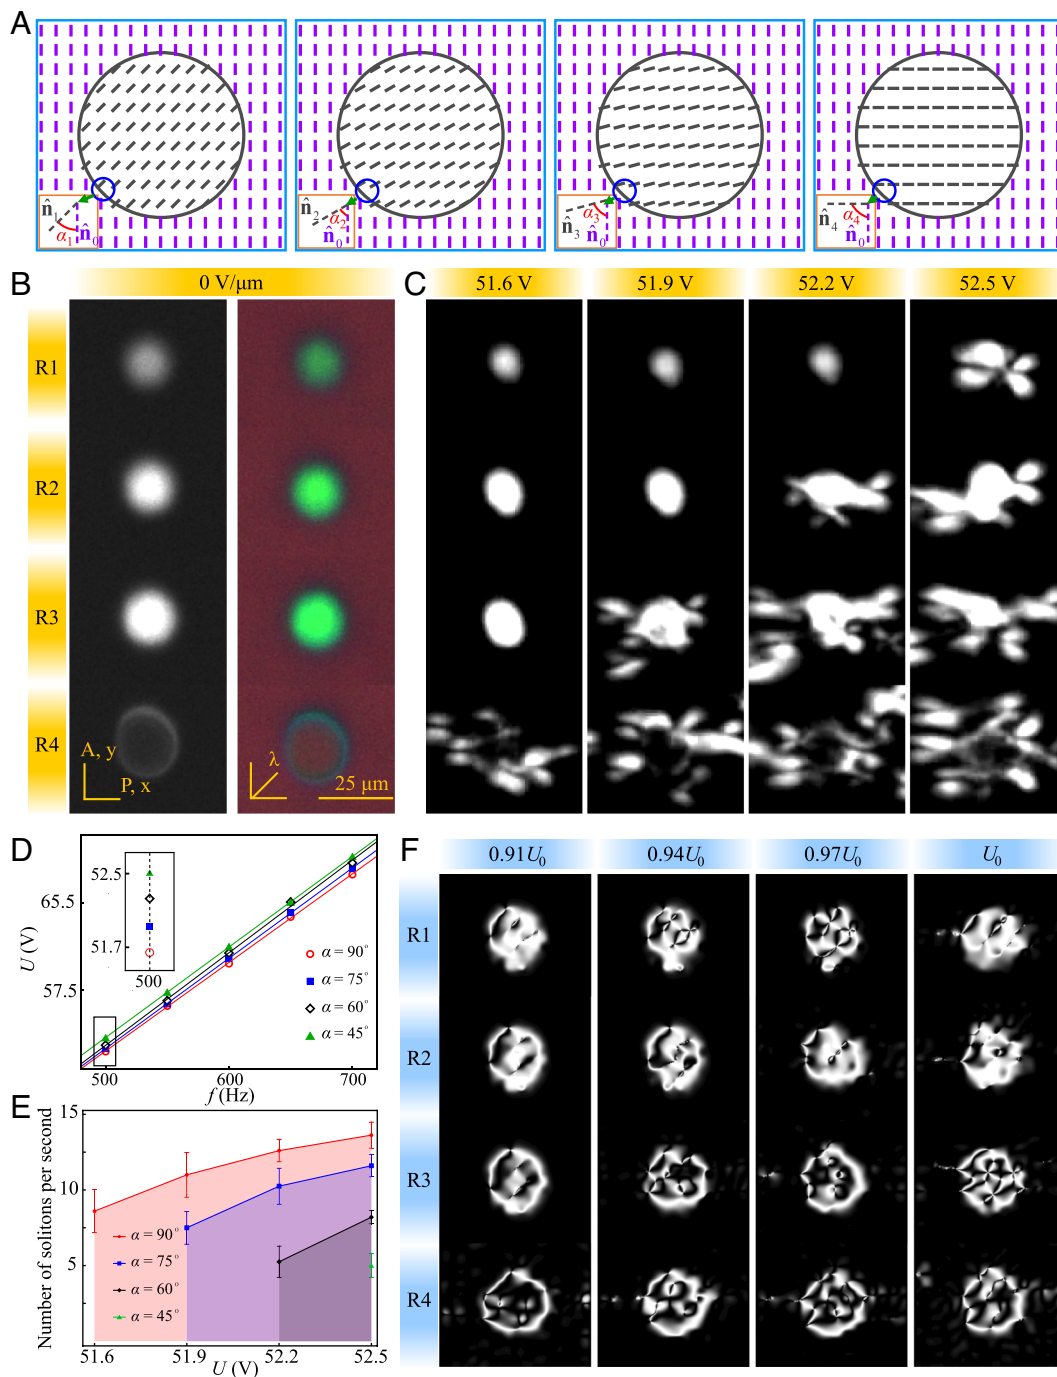 A
n̂₁ α₁ n̂₀
n̂₂ α₂ n̂₀
n̂₃ α₃ n̂₀
n̂₄ α₄ n̂₀
B
0 V/μm
R1
R2
R3
R4
A, y
P, x
λ
25 μm
C
51.6 V 51.9 V 52.2 V 52.5 V
D
U (V)
65.5
57.5
52.5
51.7
500
α = 90°
α = 75°
α = 60°
α = 45°
500 600 700
f (Hz)
E
Number of solitons per second
15
10
5
α = 90°
α = 75°
α = 60°
α = 45°
51.6 51.9 52.2 52.5
U (V)
F
0.91U₀ 0.94U₀ 0.97U₀ U₀
R1
R2
R3
R4